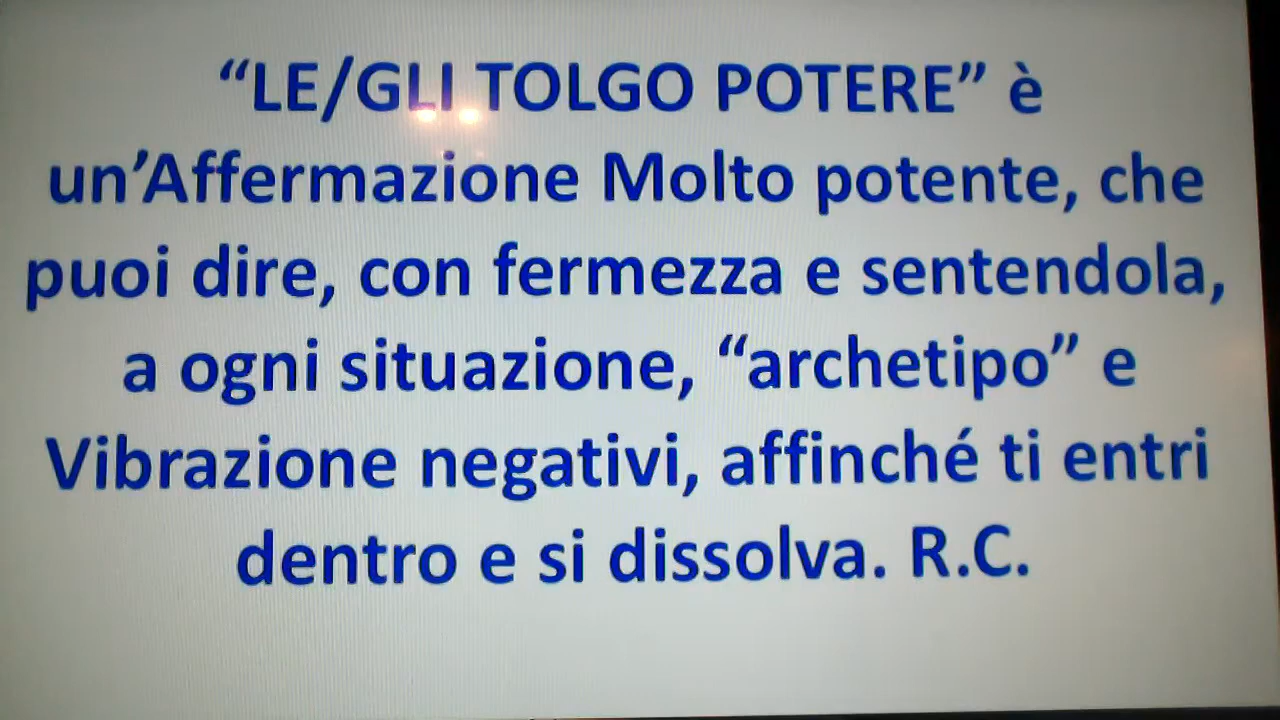 “LE/GLI TOLGO POTERE” è
un’Affermazione Molto potente, che
puoi dire, con fermezza e sentendola,
a ogni situazione, “archetipo” e
Vibrazione negativi, affinché ti entri
dentro e si dissolva. R.C.